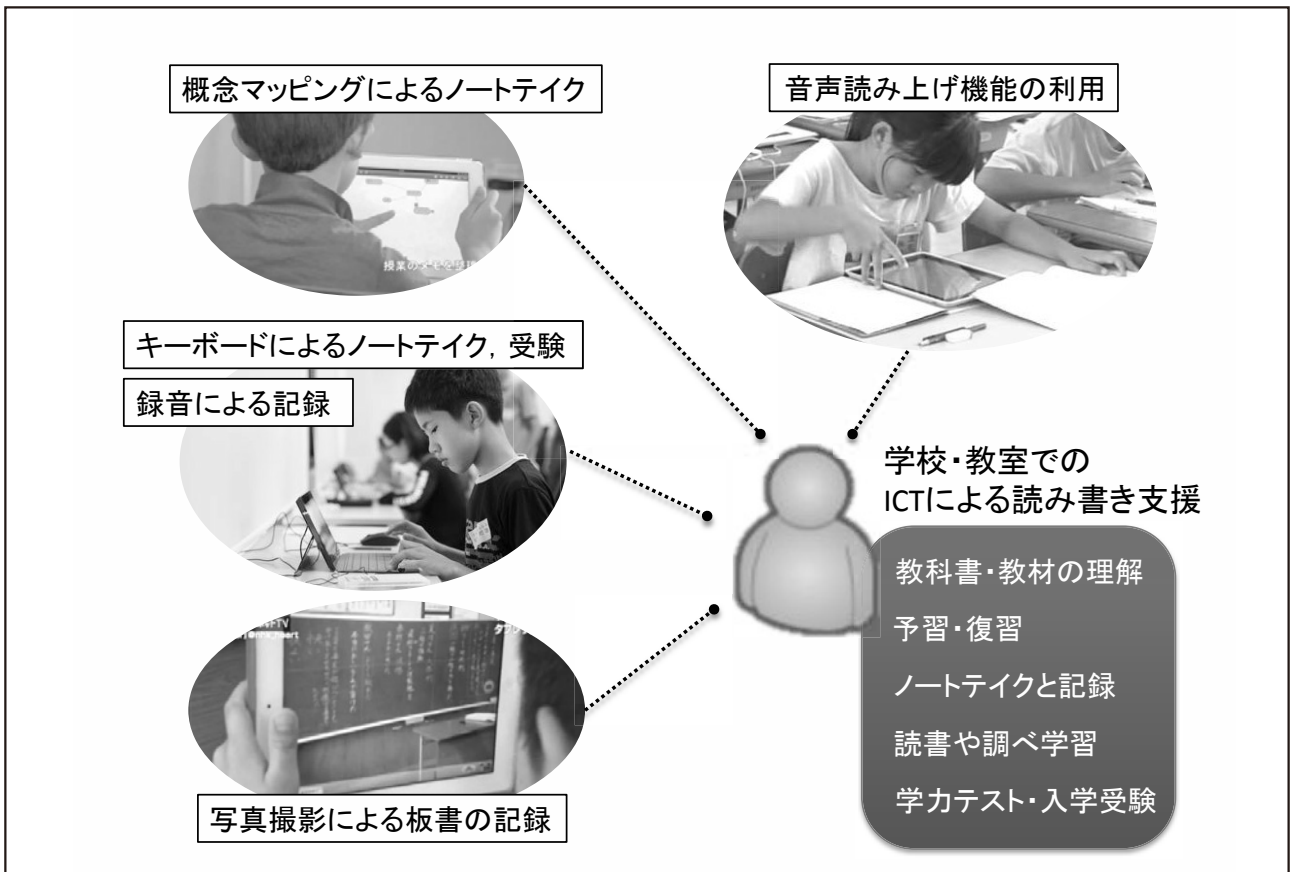 概念マッピングによるノートテイク
音声読み上げ機能の利用
キーボードによるノートテイク，受験
録音による記録
写真撮影による板書の記録
学校・教室での
ICTによる読み書き支援
教科書・教材の理解
予習・復習
ノートテイクと記録
読書や調べ学習
学力テスト・入学受験
授業のメモを